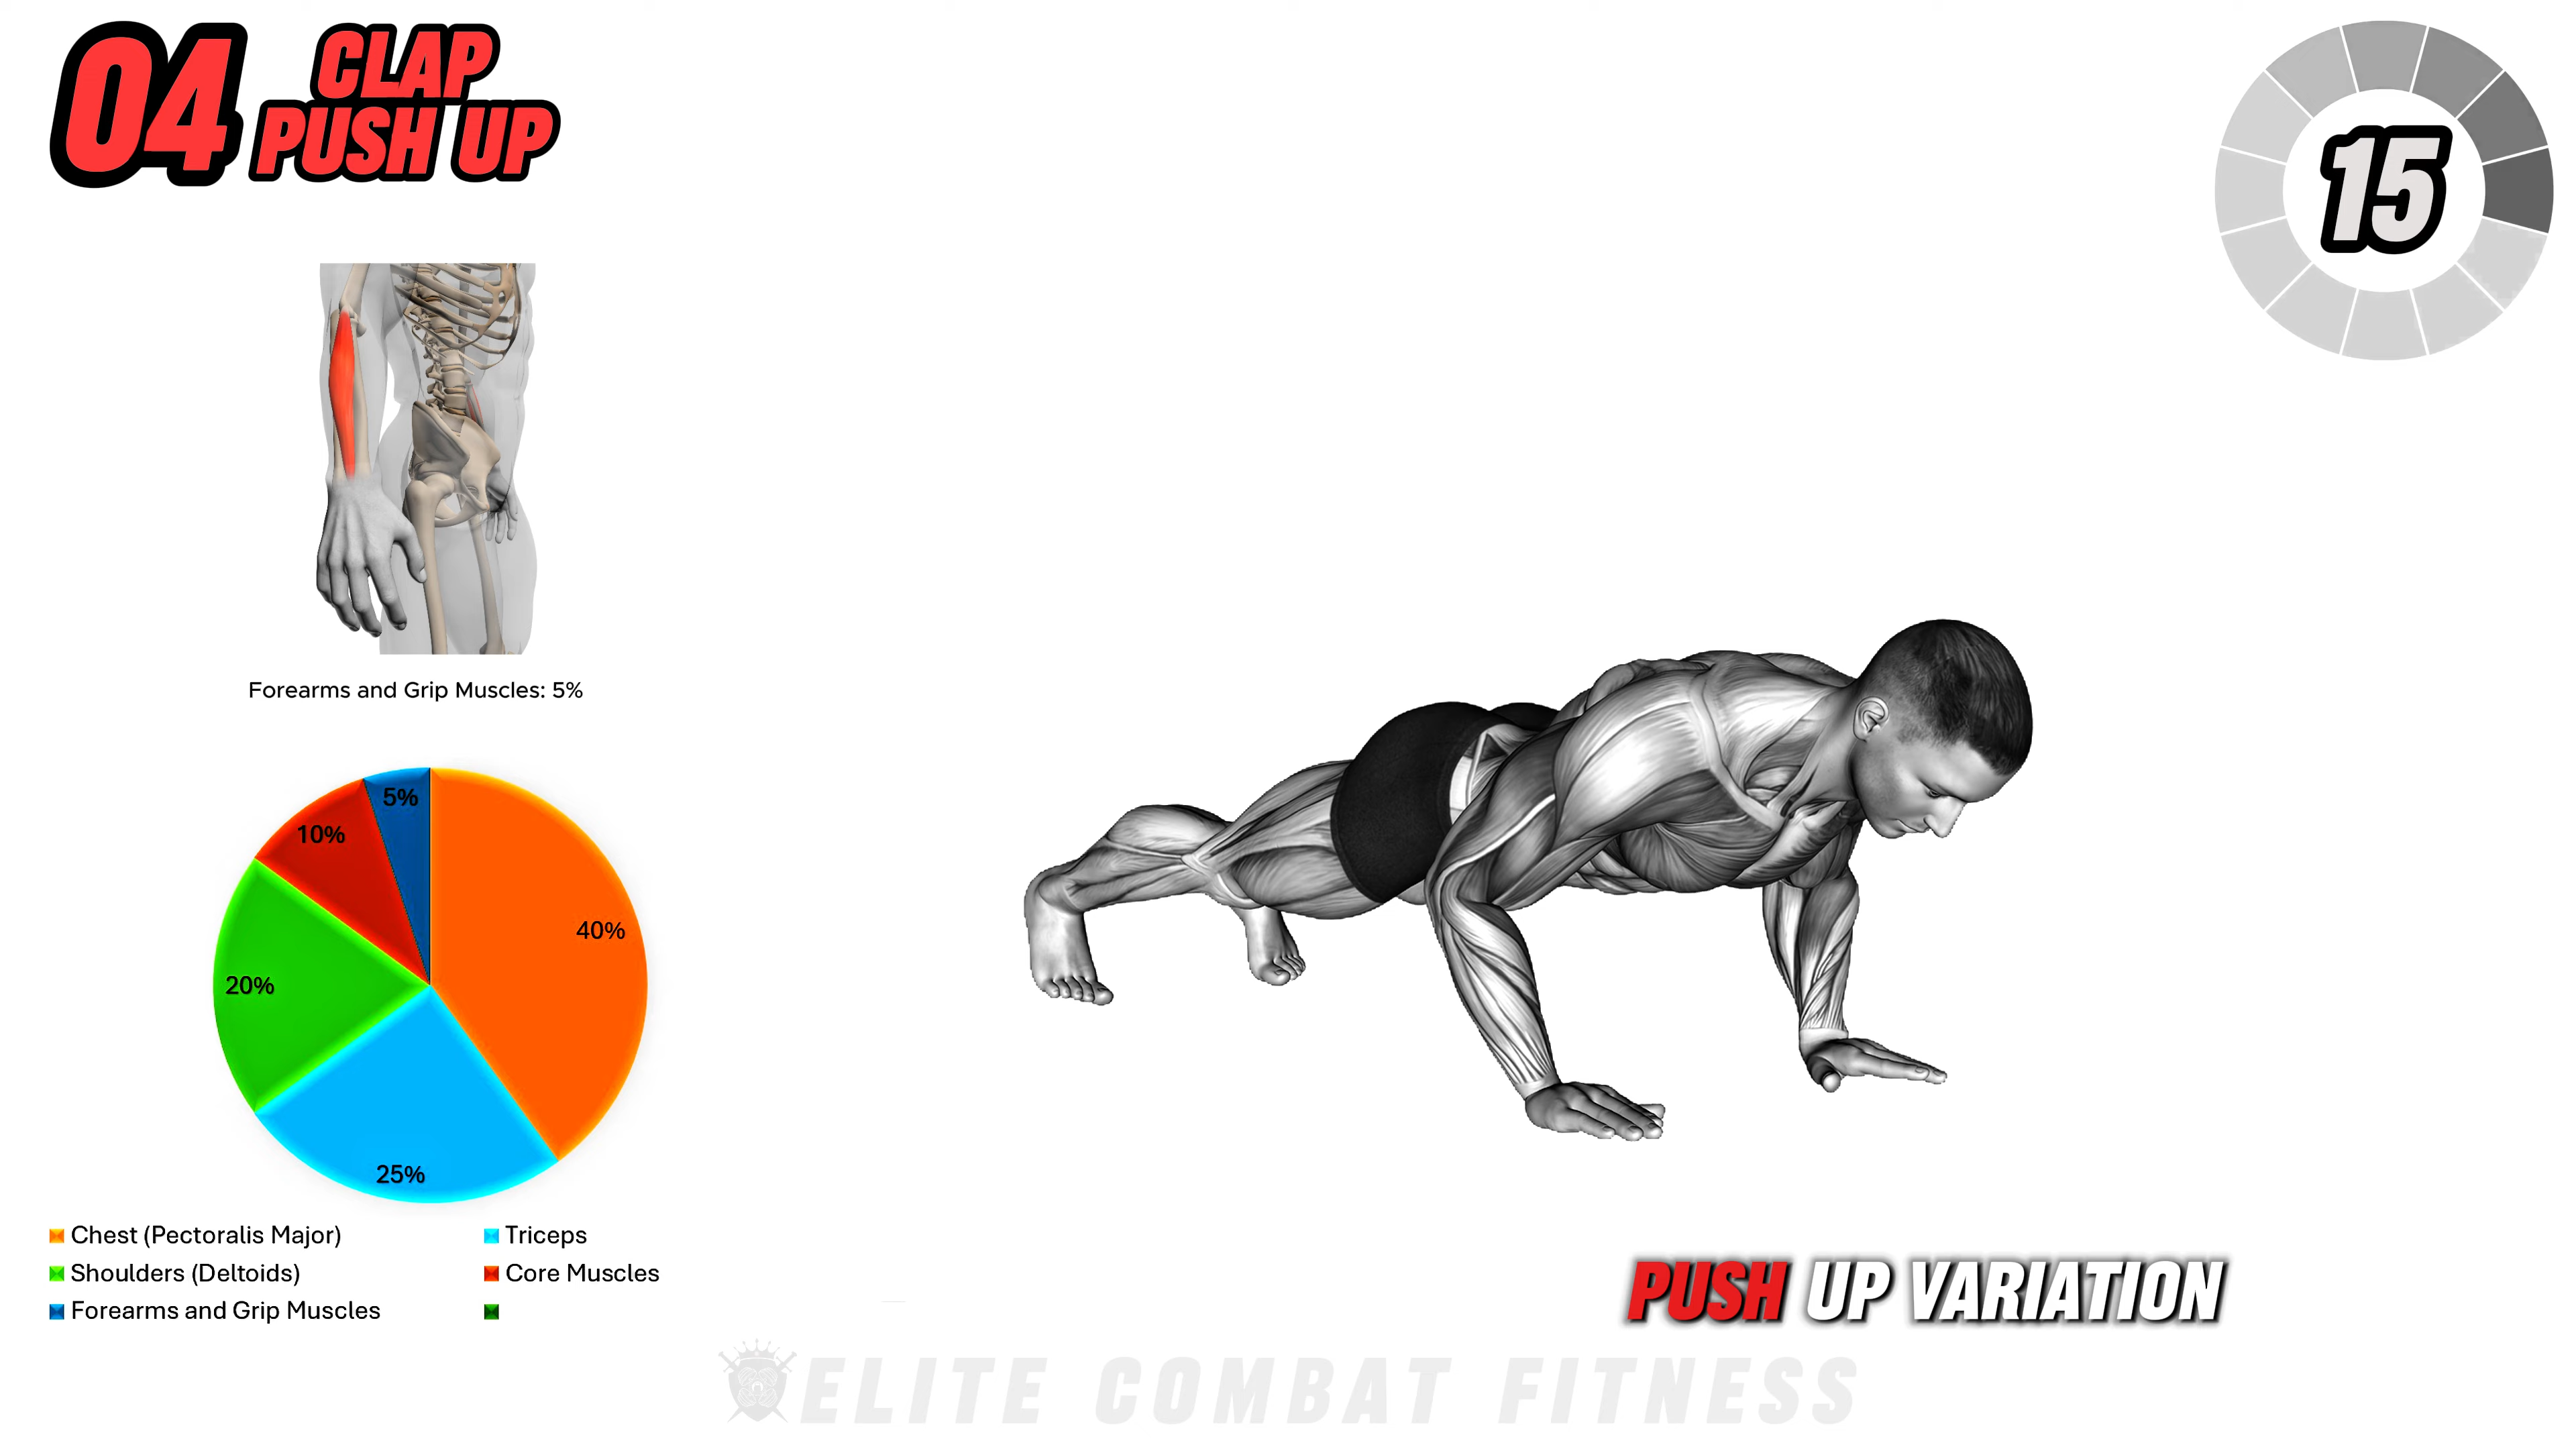 04
CLAP
PUSH UP
15
Forearms and Grip Muscles: 5%
5%
10%
40%
20%
25%
Chest (Pectoralis Major)
Triceps
Shoulders (Deltoids)
Core Muscles
Forearms and Grip Muscles
PUSH UP VARIATION
ELITE COMBAT FITNESS